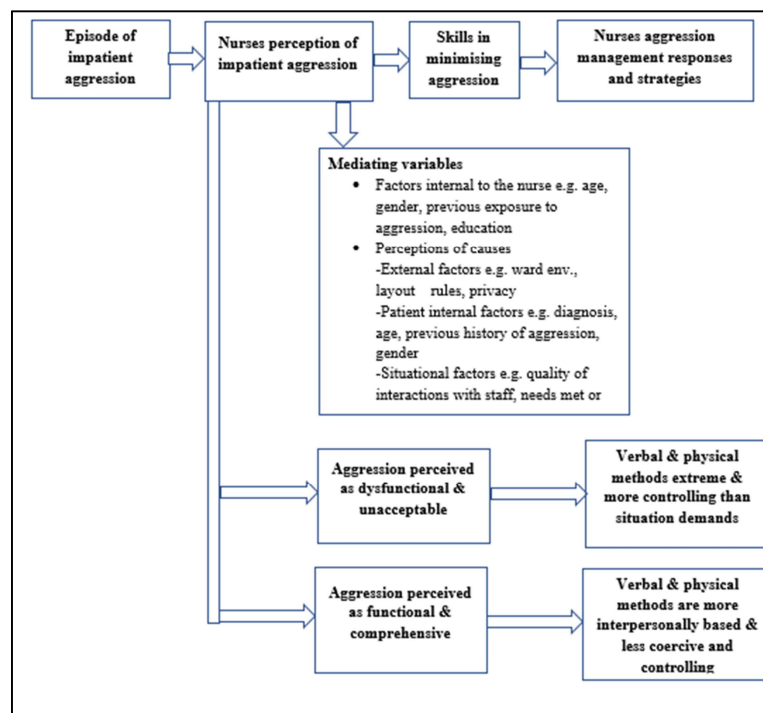 Episode of
impatient
aggression
Nurses perception of
impatient aggression
Skills in
minimising
aggression
Nurses aggression
management responses
and strategies
Mediating variables
• Factors internal to the nurse e.g. age,
gender, previous exposure to
aggression, education
• Perceptions of causes
-External factors e.g. ward env.,
layout rules, privacy
-Patient internal factors e.g. diagnosis,
age, previous history of aggression,
gender
-Situational factors e.g. quality of
interactions with staff, needs met or
Aggression perceived
as dysfunctional &
unacceptable
Verbal & physical
methods extreme &
more controlling than
situation demands
Aggression perceived
as functional &
comprehensive
Verbal & physical
methods are more
interpersonally based &
less coercive and
controlling